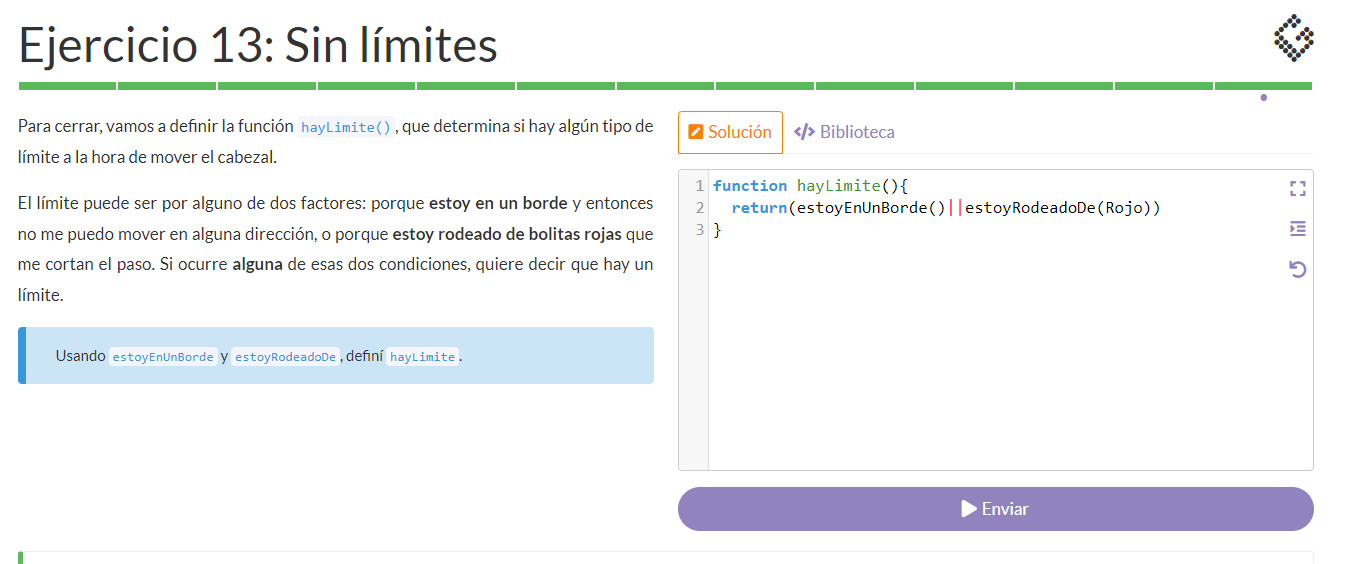 Ejercicio 13: Sin límites
Para cerrar, vamos a definir la función hayLimite(), que determina si hay algún tipo de
límite a la hora de mover el cabezal.
El límite puede ser por alguno de dos factores: porque estoy en un borde y entonces
no me puedo mover en alguna dirección, o porque estoy rodeado de bolitas rojas que
me cortan el paso. Si ocurre alguna de esas dos condiciones, quiere decir que hay un
límite.
Usando estoyEnUnBorde y estoyRodeadoDe, definí hayLimite.
Solución
Biblioteca
1 function hayLimite(){
2 return(estoyEnUnBorde()||estoyRodeadoDe(Rojo))
3 }
Enviar